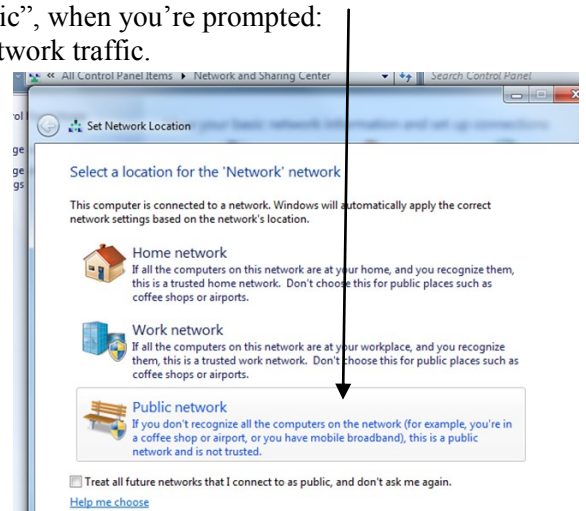 ic”, when you’re prompted:
twork traffic.
« All Control Panel Items ▸ Network and Sharing Center Search Control Panel
Set Network Location
Select a location for the 'Network' network
This computer is connected to a network. Windows will automatically apply the correct
network settings based on the network's location.
Home network
If all the computers on this network are at your home, and you recognize them,
this is a trusted home network. Don't choose this for public places such as
coffee shops or airports.
Work network
If all the computers on this network are at your workplace, and you recognize
them, this is a trusted work network. Don't choose this for public places such as
coffee shops or airports.
Public network
If you don't recognize all the computers on the network (for example, you're in
a coffee shop or airport, or you have mobile broadband), this is a public
network and is not trusted.
Treat all future networks that I connect to as public, and don't ask me again.
Help me choose